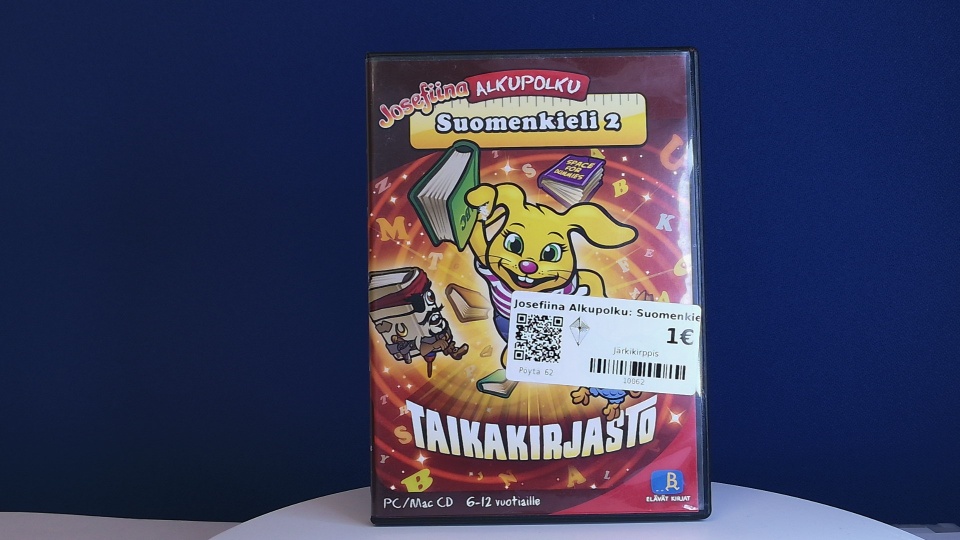 Josefiina ALKUPOLKU
Suomenkieli 2
SPACE
FOR
DUMMIES
Josefiina Alkupolku: Suomenkie
1€
Järkikirppis
Pöytä 62
10062
TAIKAKIRJASTO
PC/Mac CD 6-12 vuotiaille
ELÄVÄT KIRJAT